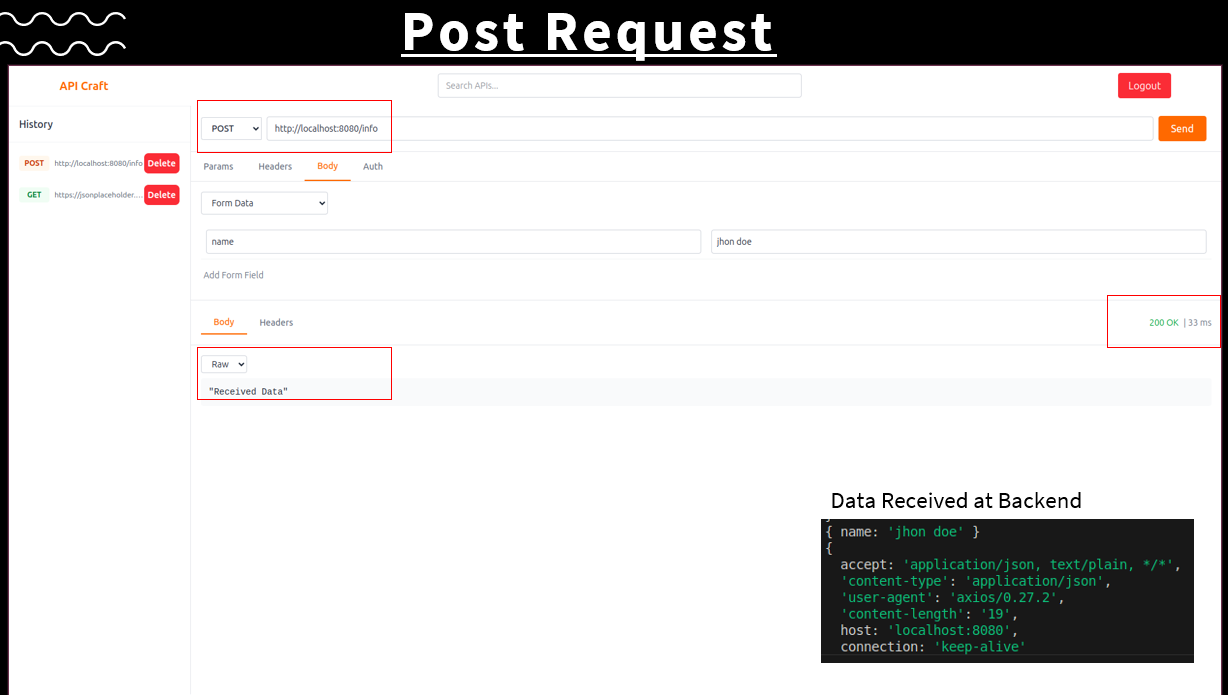 Post Request
API Craft
Search APIs...
Logout
History
POST http://localhost:8080/info Delete
GET https://jsonplaceholder.... Delete
POST http://localhost:8080/info Send
Params Headers Body Auth
Form Data
name jhon doe
Add Form Field
Body Headers 200 OK | 33 ms
Raw
"Received Data"
Data Received at Backend
}
{ name: 'jhon doe' }
{
accept: 'application/json, text/plain, */*',
'content-type': 'application/json',
'user-agent': 'axios/0.27.2',
'content-length': '19',
host: 'localhost:8080',
connection: 'keep-alive'